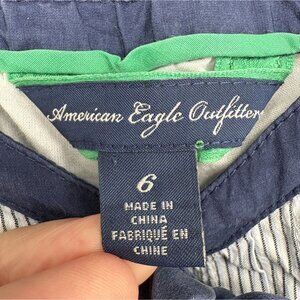 American Eagle Outfitters
6
MADE IN
CHINA
FABRIQUÉ EN
CHINE